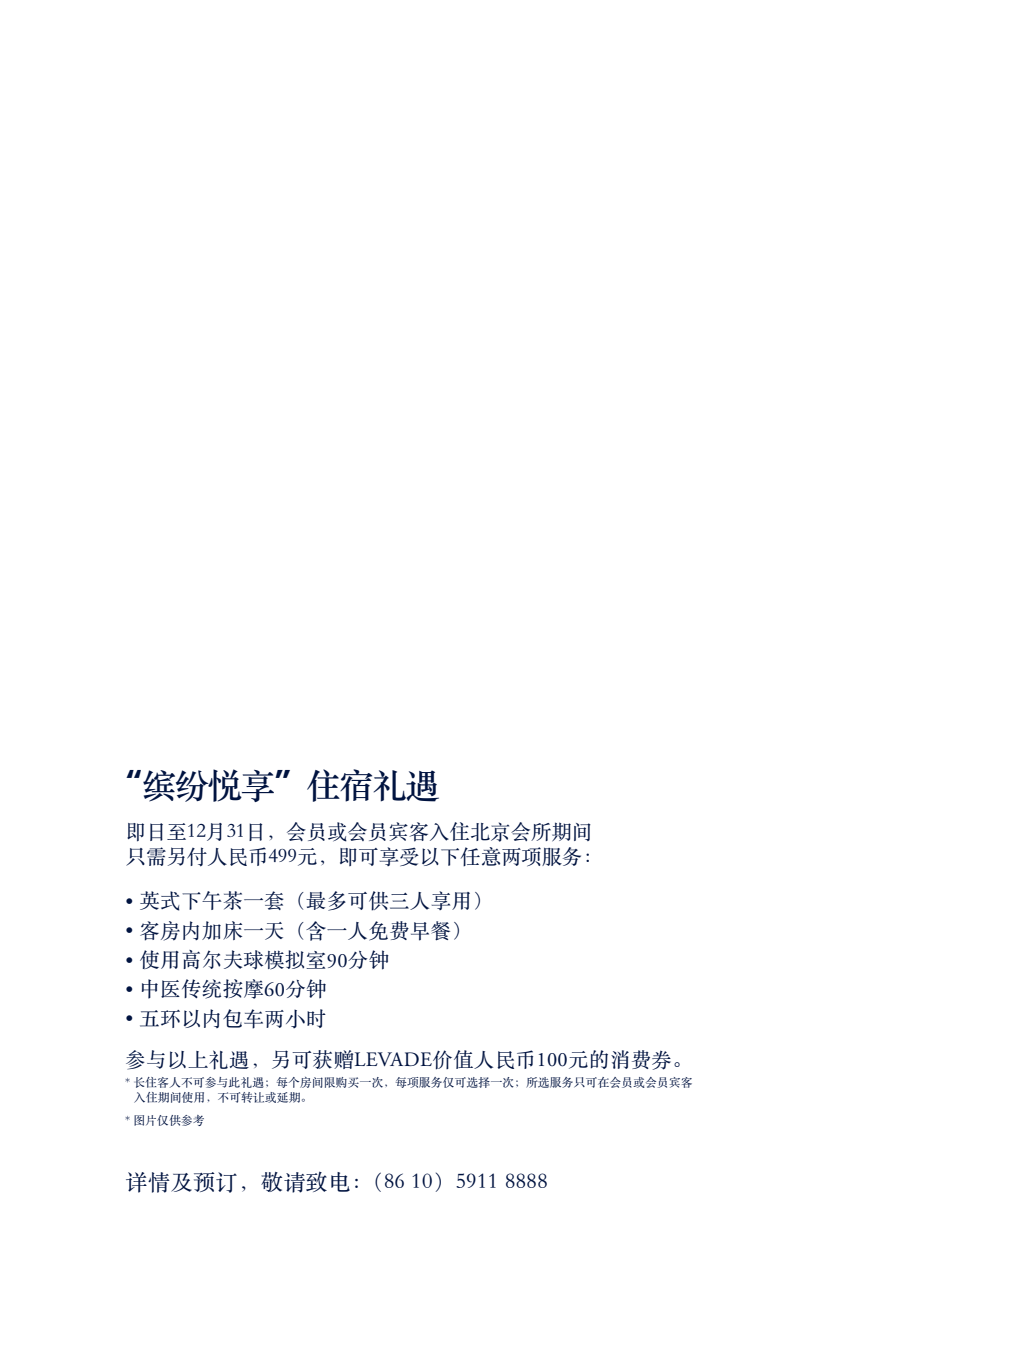 “缤纷悦享”住宿礼遇
即日至12月31日，会员或会员宾客入住北京会所期间
只需另付人民币499元，即可享受以下任意两项服务：
• 英式下午茶一套（最多可供三人享用）
• 客房内加床一天（含一人免费早餐）
• 使用高尔夫球模拟室90分钟
• 中医传统按摩60分钟
• 五环以内包车两小时
参与以上礼遇，另可获赠LEVADE价值人民币100元的消费券。
* 长住客人不可参与此礼遇；每个房间限购买一次，每项服务仅可选择一次；所选服务只可在会员或会员宾客
入住期间使用，不可转让或延期。
* 图片仅供参考
详情及预订，敬请致电：（86 10）5911 8888